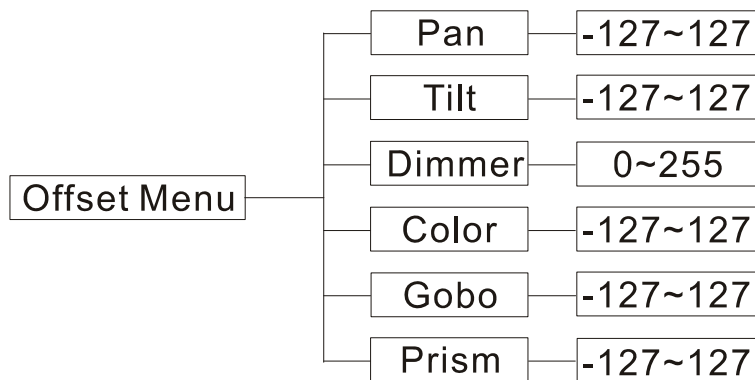 Pan -127~127
Tilt -127~127
Dimmer 0~255
Offset Menu
Color -127~127
Gobo -127~127
Prism -127~127